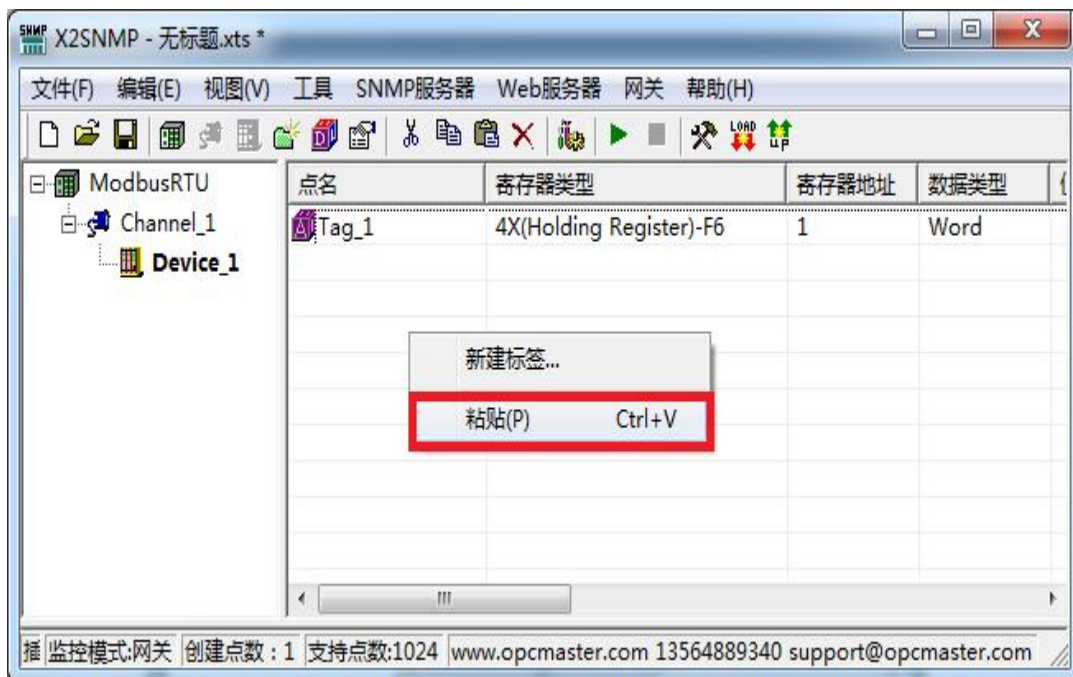 SNMP X2SNMP - 无标题.xts *
文件(F) 编辑(E) 视图(V) 工具 SNMP服务器 Web服务器 网关 帮助(H)
LOAD UP
ModbusRTU
Channel_1
Device_1
点名 寄存器类型 寄存器地址 数据类型
Tag_1 4X(Holding Register)-F6 1 Word
新建标签...
粘贴(P) Ctrl+V
插 监控模式:网关 创建点数：1 支持点数:1024 www.opcmaster.com 13564889340 support@opcmaster.com